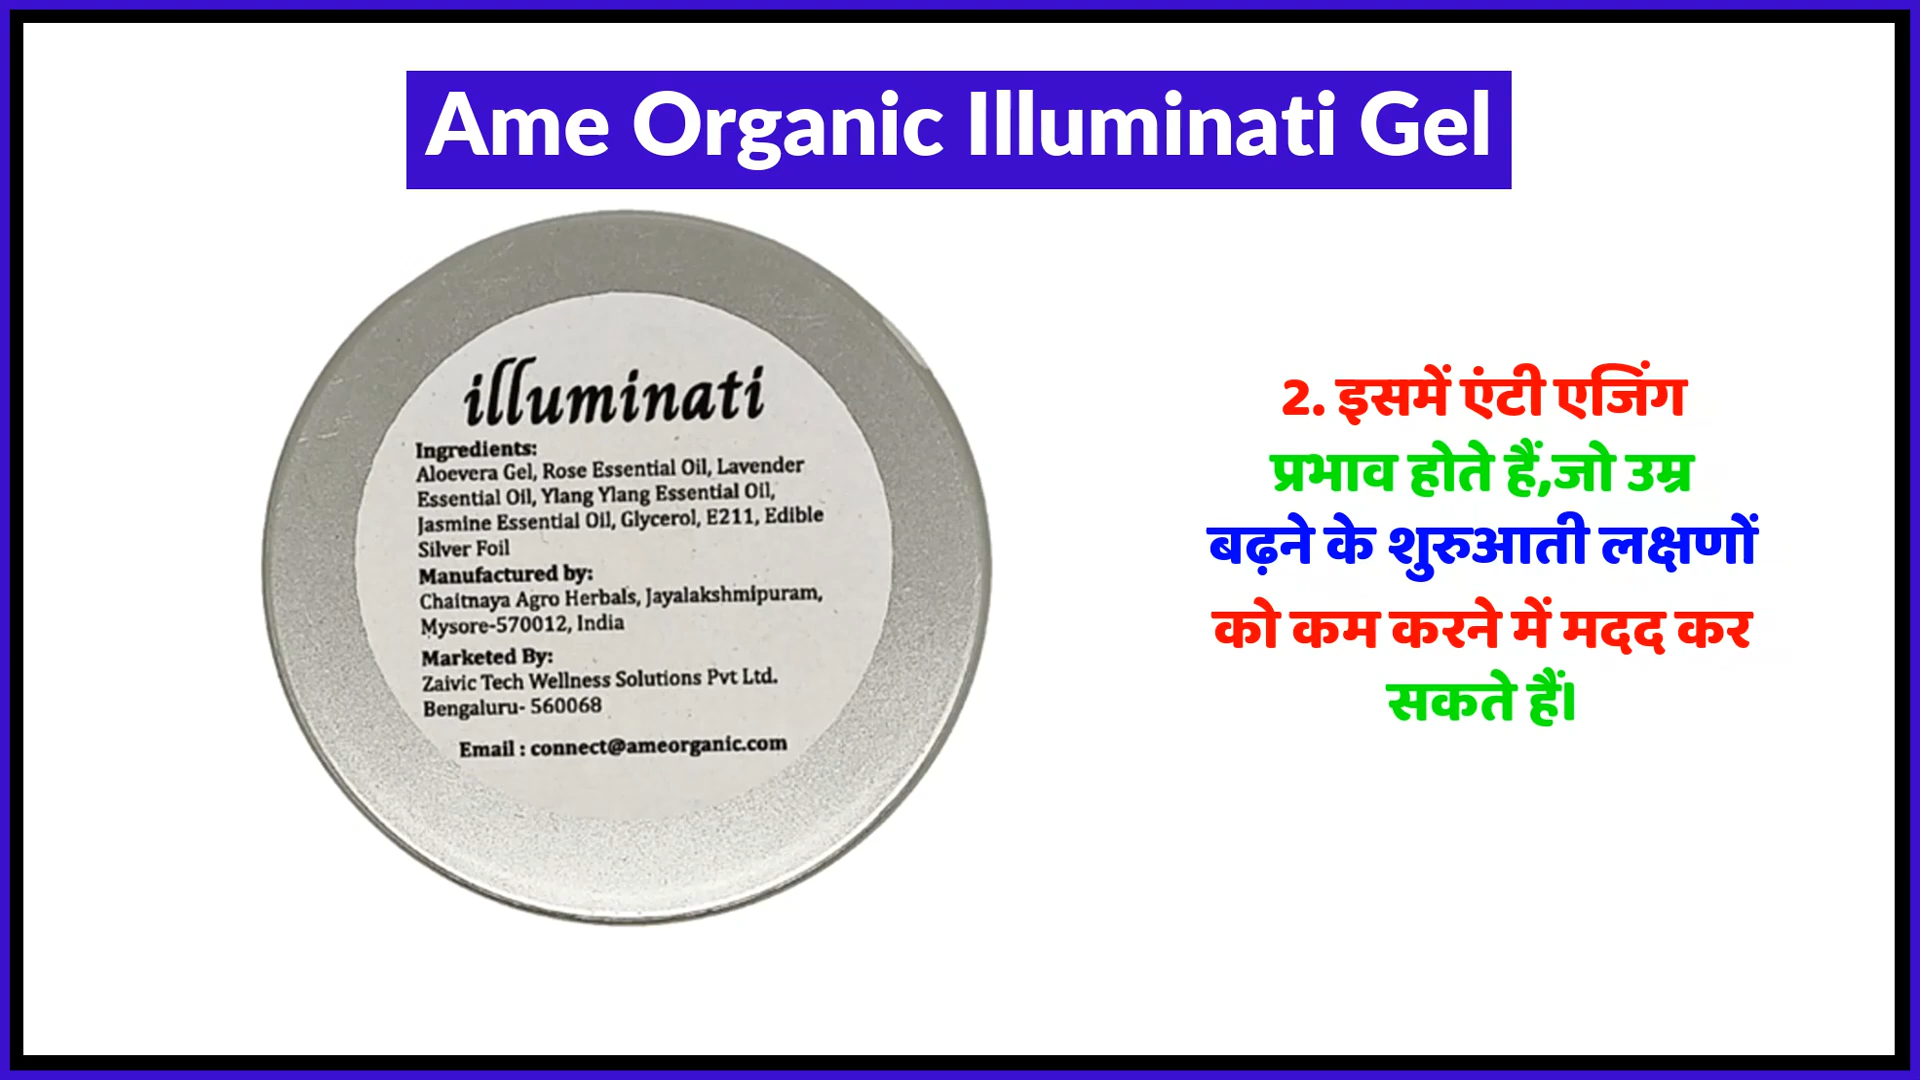 Ame Organic Illuminati Gel
illuminati
Ingredients:
Aloevera Gel, Rose Essential Oil, Lavender
Essential Oil, Ylang Ylang Essential Oil,
Jasmine Essential Oil, Glycerol, E211, Edible
Silver Foil
Manufactured by:
Chaitnaya Agro Herbals, Jayalakshmipuram,
Mysore-570012, India
Marketed By:
Zaivic Tech Wellness Solutions Pvt Ltd.
Bengaluru- 560068
Email : connect@ameorganic.com
2. इसमें एंटी एजिंग
प्रभाव होते हैं,जो उम्र
बढ़ने के शुरुआती लक्षणों
को कम करने में मदद कर
सकते हैं।